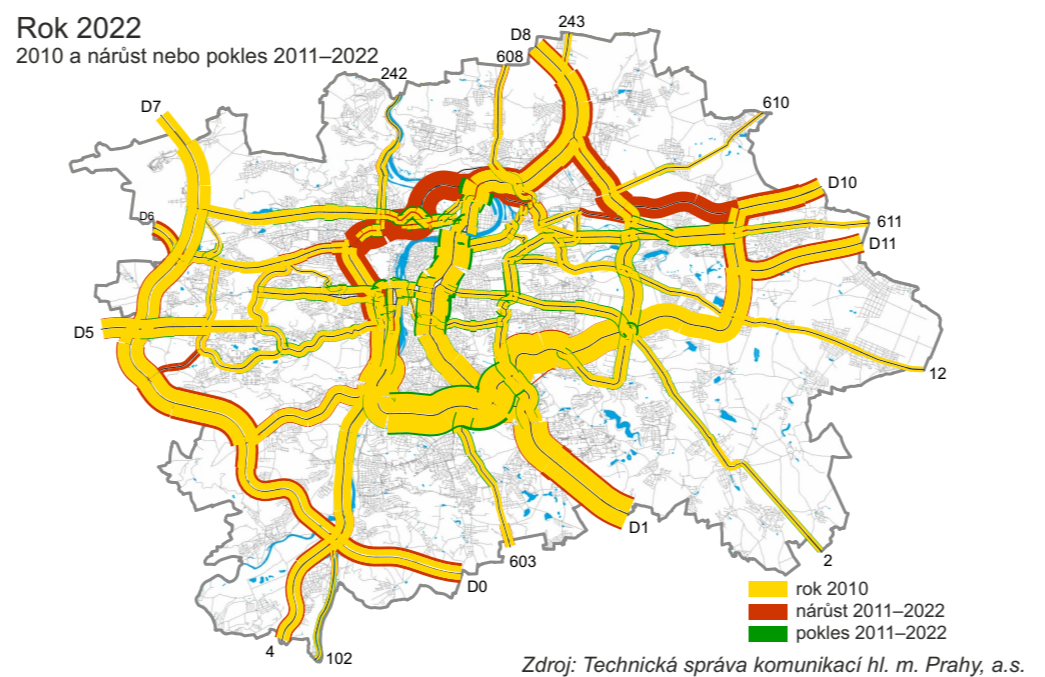 Rok 2022
2010 a nárůst nebo pokles 2011–2022
243
D8
608
242
D7
610
D10
D6
611
D11
D5
12
D1
2
603
D0
4
102
rok 2010
nárůst 2011–2022
pokles 2011–2022
Zdroj: Technická správa komunikací hl. m. Prahy, a.s.